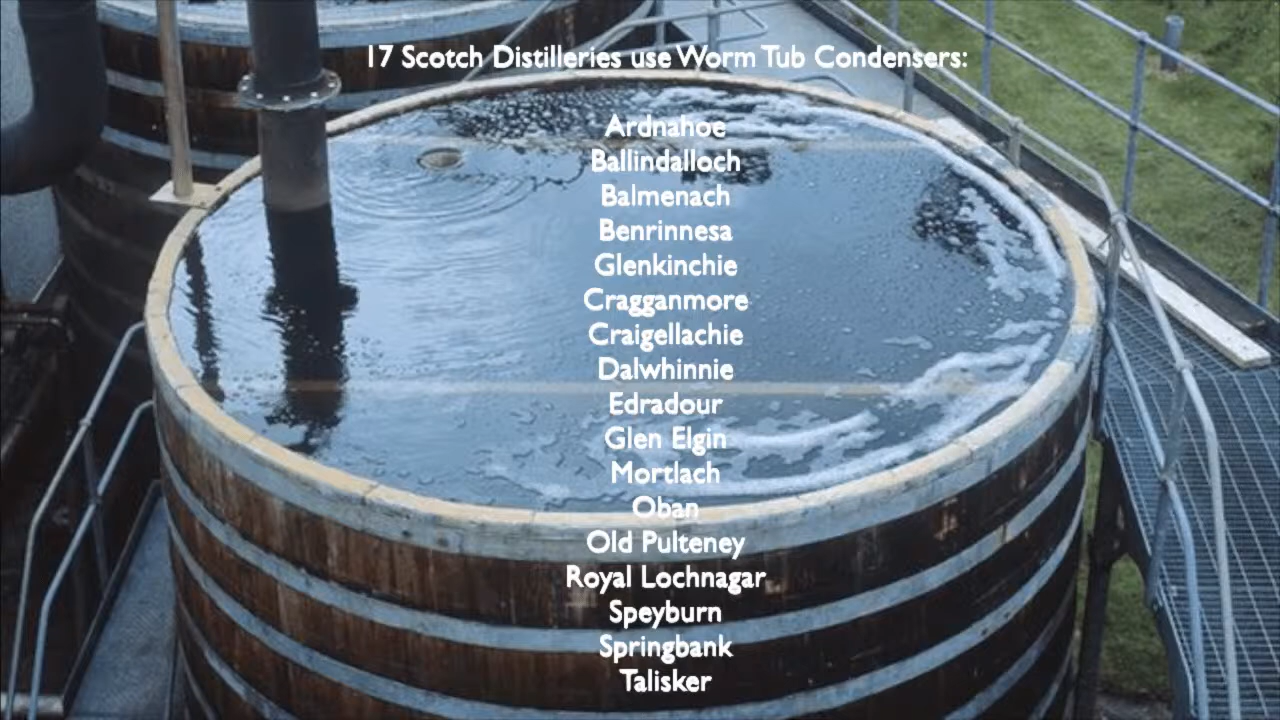 17 Scotch Distilleries use Worm Tub Condensers:
Ardnahoe
Ballindalloch
Balmenach
Benrinnesa
Glenkinchie
Cragganmore
Craigellachie
Dalwhinnie
Edradour
Glen Elgin
Mortlach
Oban
Old Pulteney
Royal Lochnagar
Speyburn
Springbank
Talisker